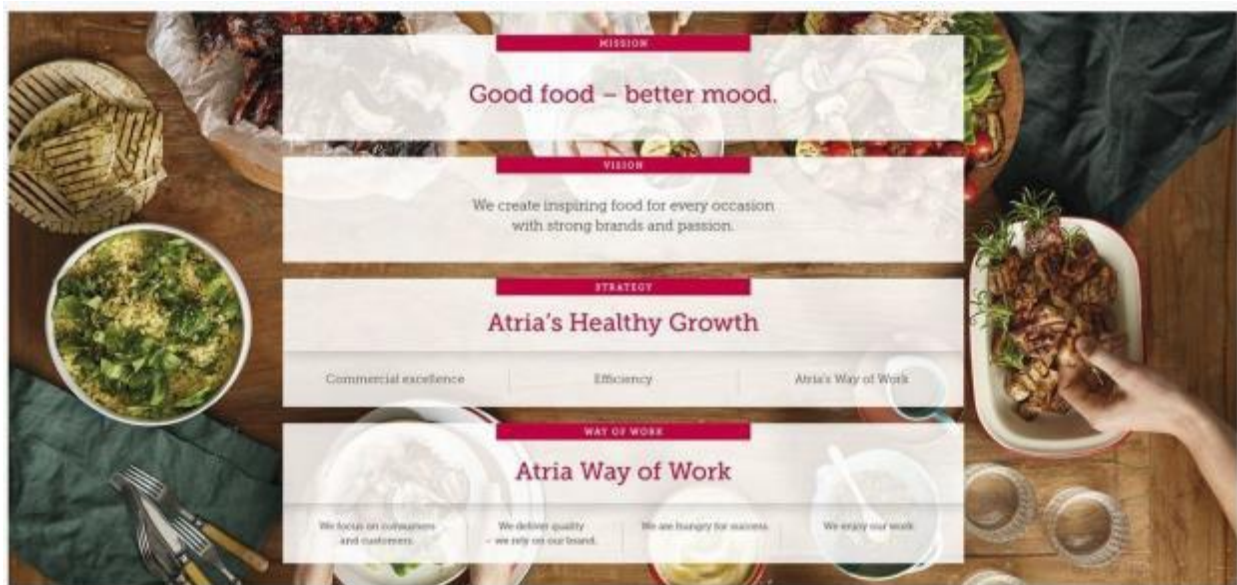 MISSION
Good food – better mood.
VISION
We create inspiring food for every occasion
with strong brands and passion.
STRATEGY
Atria's Healthy Growth
Commercial excellence
Efficiency
Atria's Way of Work
WAY OF WORK
Atria Way of Work
We focus on consumers
and customers.
We deliver quality
– we rely on our brand.
We are hungry for success.
We enjoy our work.